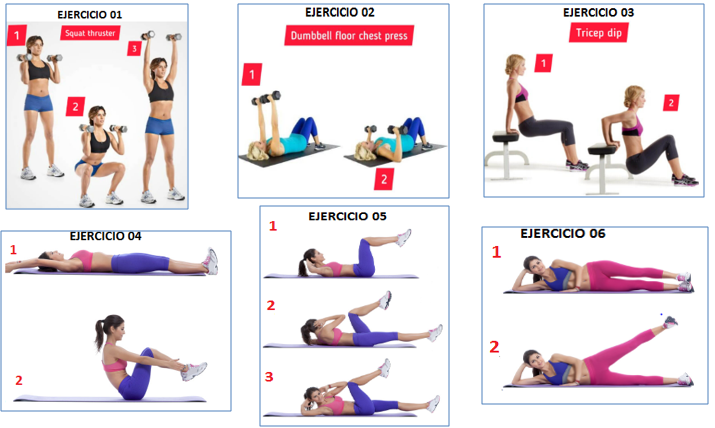 EJERCICIO 01
Squat thruster
1
2
3
EJERCICIO 02
Dumbbell floor chest press
1
2
EJERCICIO 03
Tricep dip
1
2
EJERCICIO 04
1
2
EJERCICIO 05
1
2
3
EJERCICIO 06
1
2